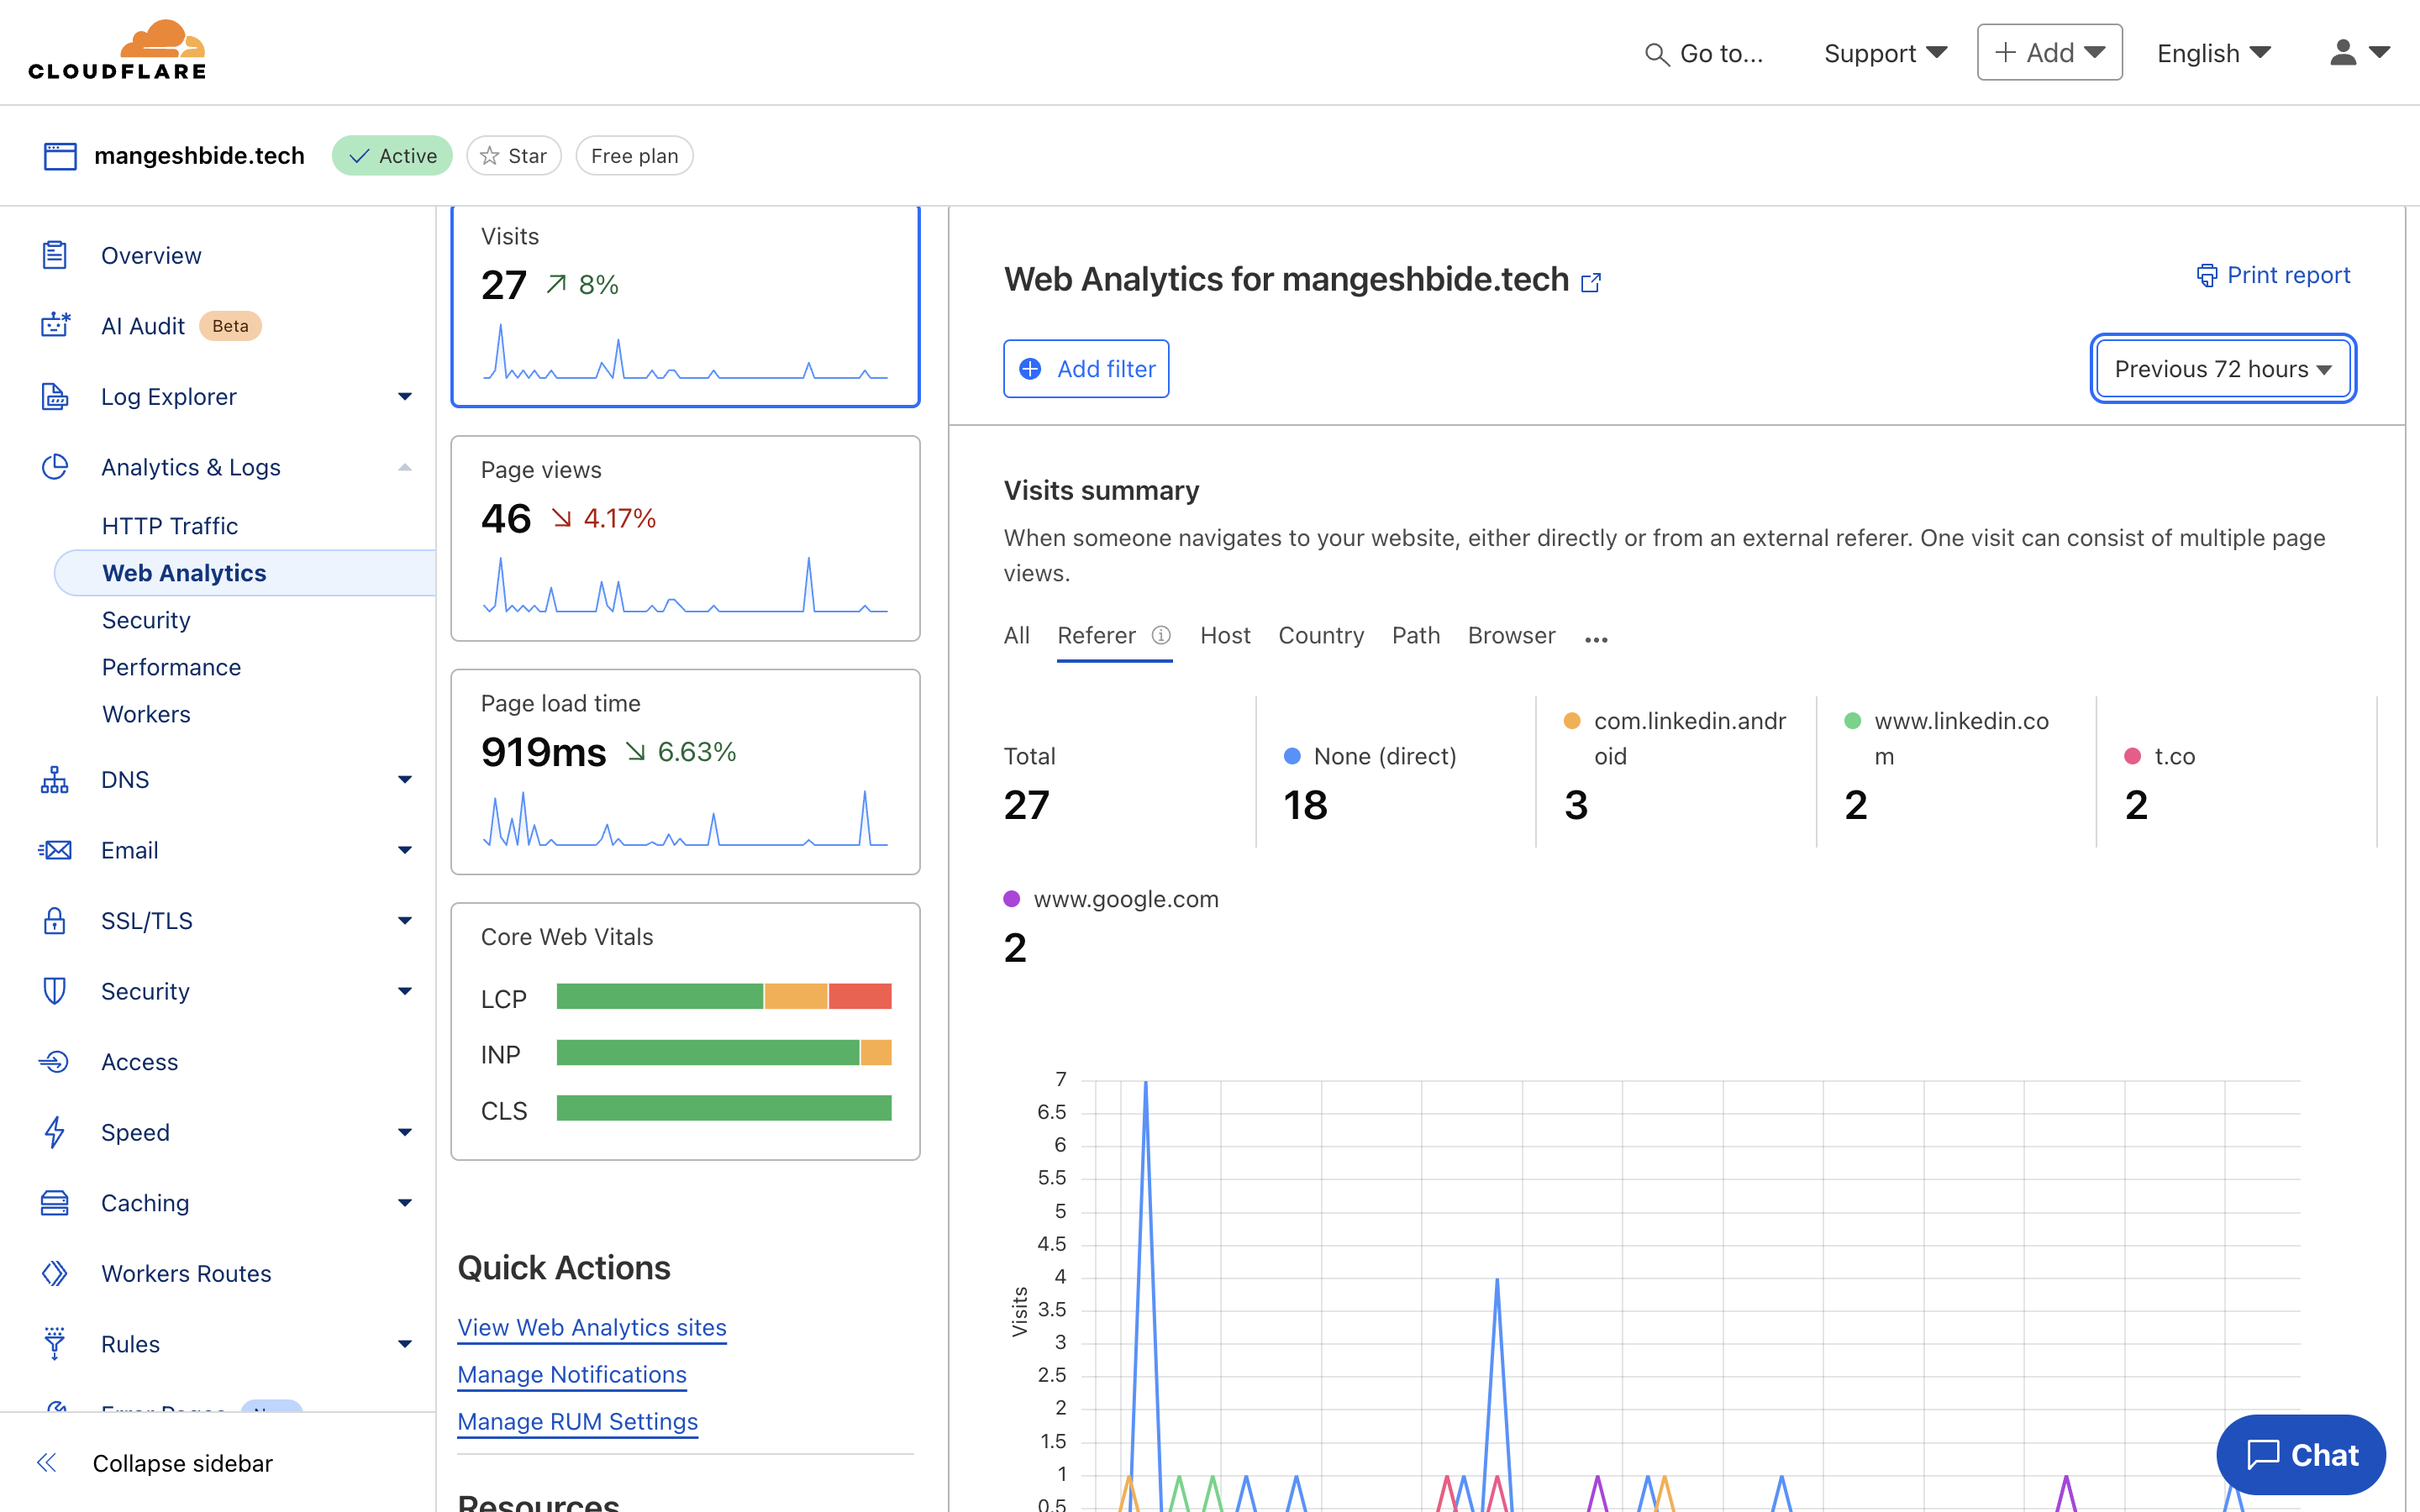 CLOUDFLARE
Go to...
Support
Add
English
mangeshbide.tech
Active
Star
Free plan
Overview
AI Audit Beta
Log Explorer
Analytics & Logs
HTTP Traffic
Web Analytics
Security
Performance
Workers
DNS
Email
SSL/TLS
Security
Access
Speed
Caching
Workers Routes
Rules
Error Pages
Collapse sidebar
Visits
27 8%
Page views
46 4.17%
Page load time
919ms 6.63%
Core Web Vitals
LCP
INP
CLS
Quick Actions
View Web Analytics sites
Manage Notifications
Manage RUM Settings
Resources
Web Analytics for mangeshbide.tech
Print report
Add filter
Previous 72 hours
Visits summary
When someone navigates to your website, either directly or from an external referer. One visit can consist of multiple page
views.
All Referer Host Country Path Browser ...
Total
27
None (direct)
18
com.linkedin.andr
oid
3
www.linkedin.co
m
2
t.co
2
www.google.com
2
Visits
7
6.5
6
5.5
5
4.5
4
3.5
3
2.5
2
1.5
1
0.5
Chat